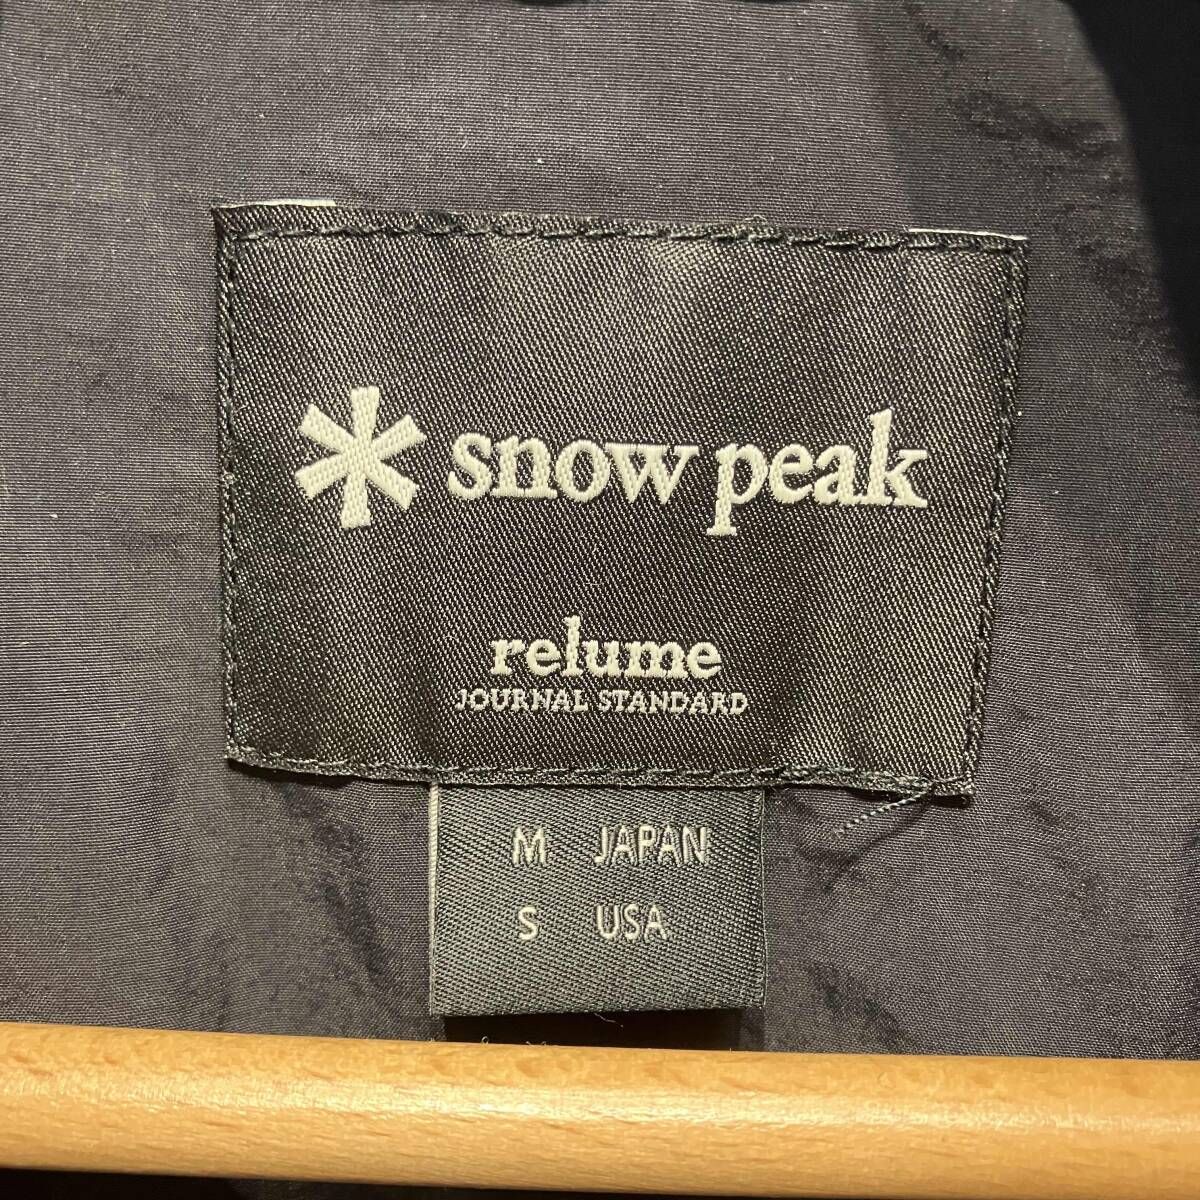 snow peak
relume
JOURNAL STANDARD
M JAPAN
S USA